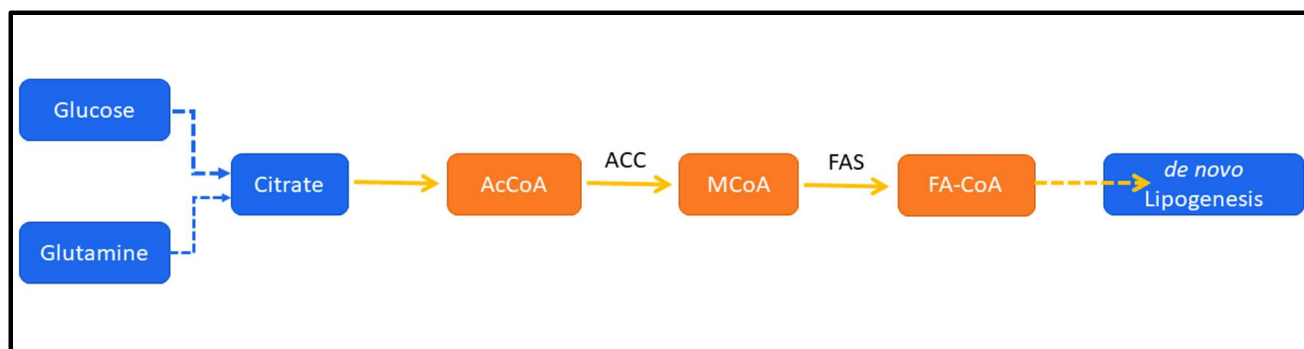 Glucose
Glutamine
Citrate
AcCoA
ACC
MCoA
FAS
FA-CoA
de novo
Lipogenesis